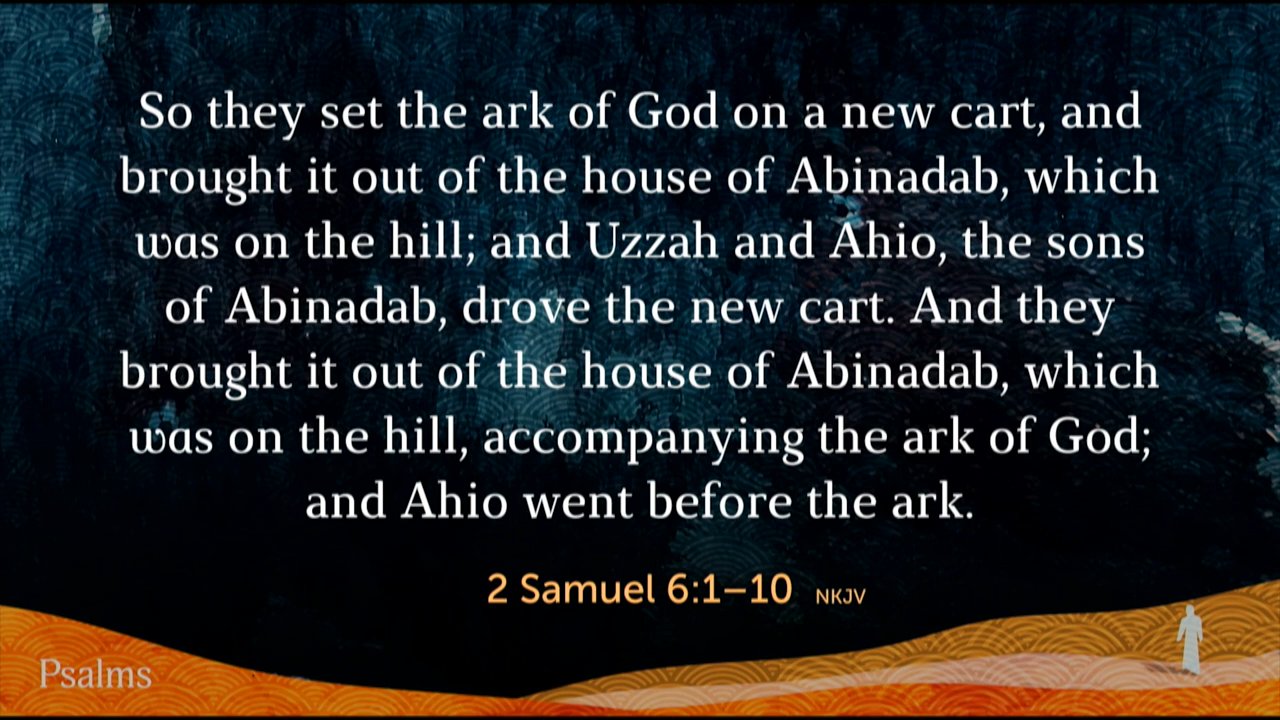 So they set the ark of God on a new cart, and
brought it out of the house of Abinadab, which
was on the hill; and Uzzah and Ahio, the sons
of Abinadab, drove the new cart. And they
brought it out of the house of Abinadab, which
was on the hill, accompanying the ark of God;
and Ahio went before the ark.
2 Samuel 6:1–10 NKJV
Psalms